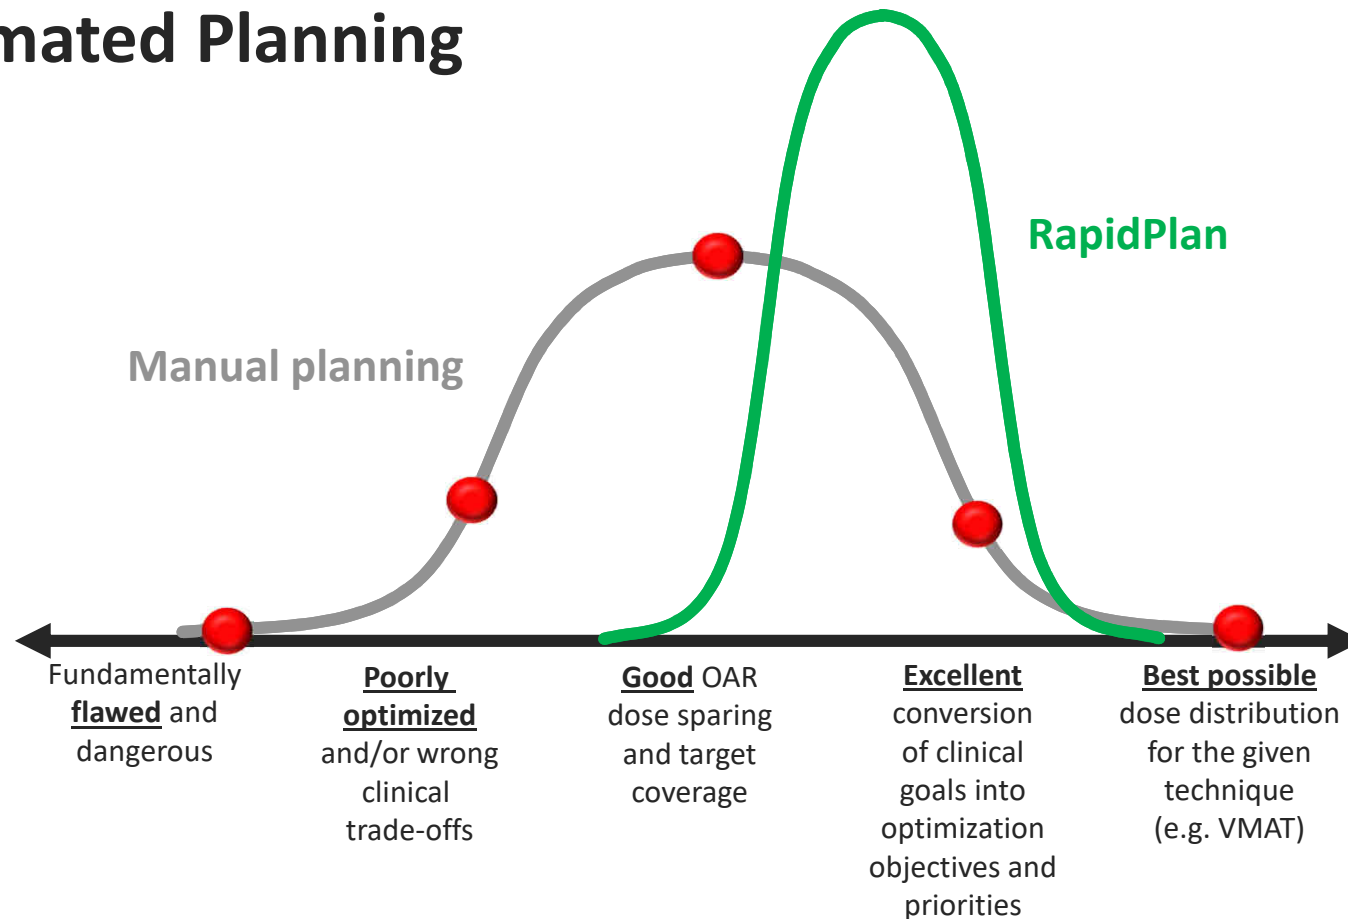 mated Planning
RapidPlan
Manual planning
Fundamentally
flawed and
dangerous
Poorly
optimized
and/or wrong
clinical
trade-offs
Good OAR
dose sparing
and target
coverage
Excellent
conversion
of clinical
goals into
optimization
objectives and
priorities
Best possible
dose distribution
for the given
technique
(e.g. VMAT)